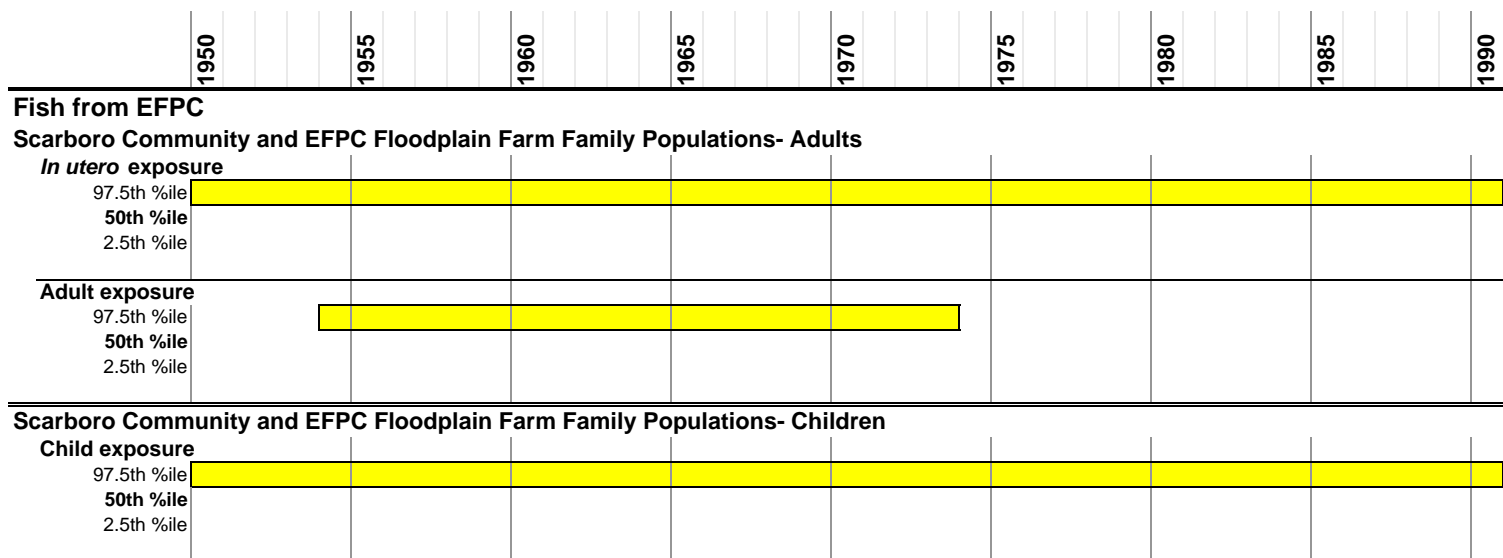 1950 1955 1960 1965 1970 1975 1980 1985 1990
Fish from EFPC
Scarboro Community and EFPC Floodplain Farm Family Populations- Adults
In utero exposure
97.5th %ile
50th %ile
2.5th %ile
Adult exposure
97.5th %ile
50th %ile
2.5th %ile
Scarboro Community and EFPC Floodplain Farm Family Populations- Children
Child exposure
97.5th %ile
50th %ile
2.5th %ile